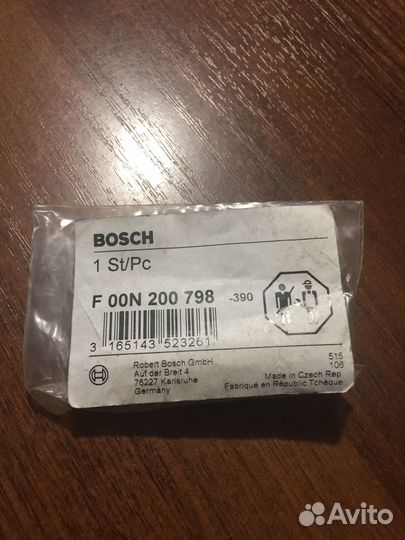 BOSCH
1 St/Pc
F 00N 200 798 -390
3 165143 523261
Robert Bosch GmbH
Auf der Breit 4
76227 Karlsruhe
Germany
515
106
Made in Czech Rep.
Fabriqué en République Tchèque
Avito